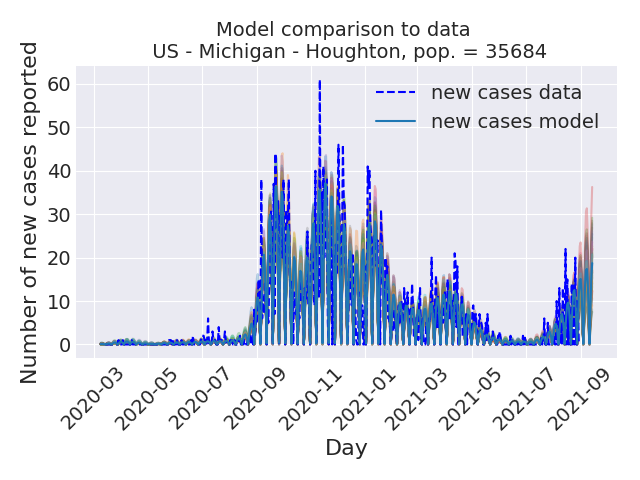 Model comparison to data
US - Michigan - Houghton, pop. = 35684
Number of new cases reported
60
50
40
30
20
10
0
new cases data
new cases model
2020-03
2020-05
2020-07
2020-09
2020-11
2021-01
2021-03
2021-05
2021-07
2021-09
Day